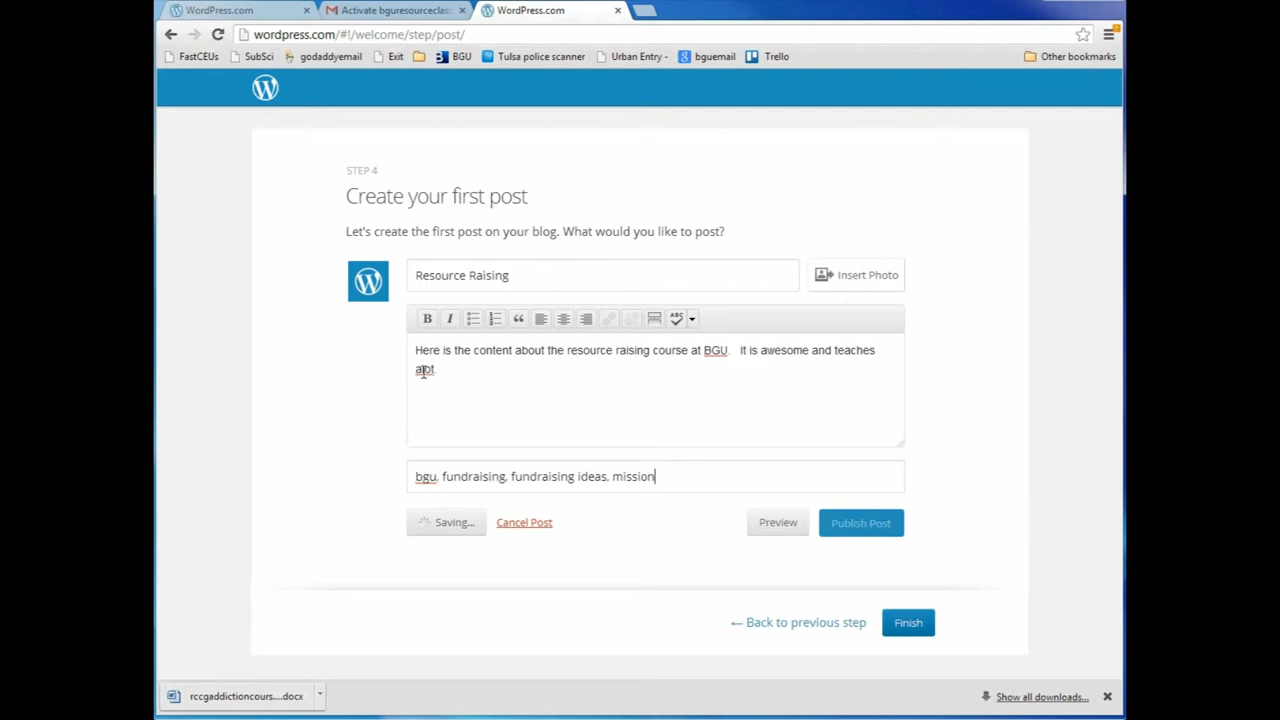 WordPress.com
Activate bguresourceclas
WordPress.com
wordpress.com/#!/welcome/step/post/
FastCEUs
SubSci
godaddyemail
Exit
BGU
Tulsa police scanner
Urban Entry -
bguemail
Trello
Other bookmarks
STEP 4
Create your first post
Let's create the first post on your blog. What would you like to post?
Resource Raising
Insert Photo
B I ABC
Here is the content about the resource raising course at BGU. It is awesome and teaches
alot.
bgu, fundraising, fundraising ideas, mission
Saving...
Cancel Post
Preview
Publish Post
← Back to previous step
Finish
rccgaddictioncours....docx
Show all downloads...